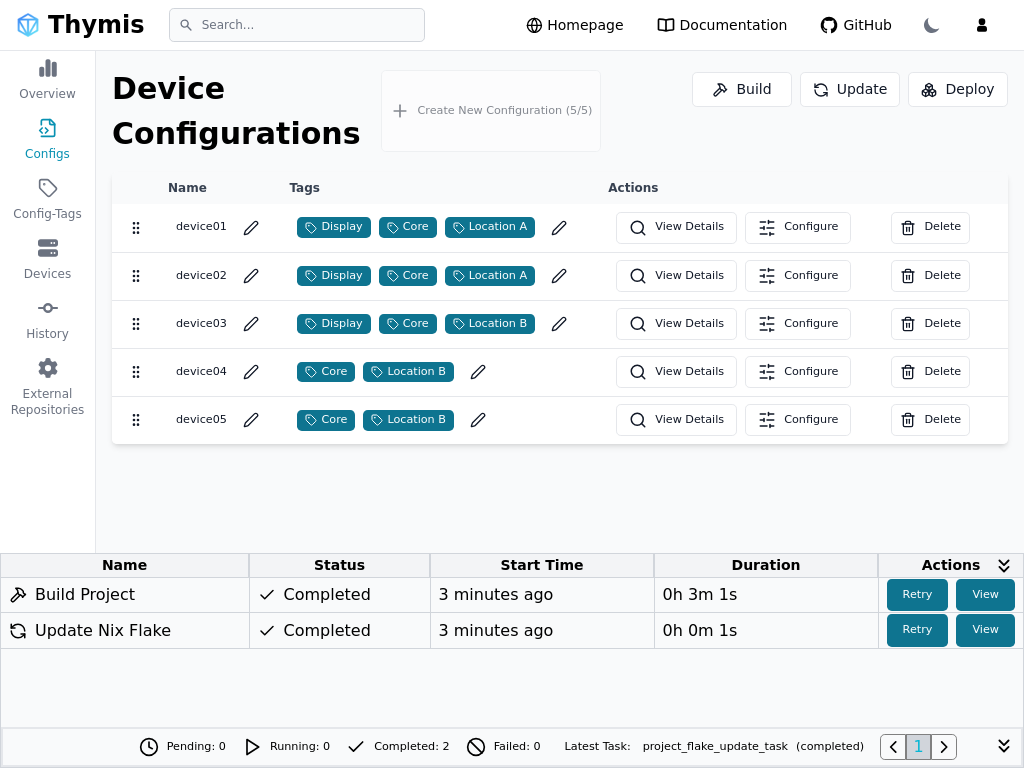 Thymis
Search...
Homepage
Documentation
GitHub
Overview
Configs
Config-Tags
Devices
History
External
Repositories
Device
Configurations
Create New Configuration (5/5)
Build
Update
Deploy
Name Tags Actions
device01 Display Core Location A View Details Configure Delete
device02 Display Core Location A View Details Configure Delete
device03 Display Core Location B View Details Configure Delete
device04 Core Location B View Details Configure Delete
device05 Core Location B View Details Configure Delete
Name Status Start Time Duration Actions
Build Project Completed 3 minutes ago 0h 3m 1s Retry View
Update Nix Flake Completed 3 minutes ago 0h 0m 1s Retry View
Pending: 0 Running: 0 Completed: 2 Failed: 0 Latest Task: project_flake_update_task (completed) 1